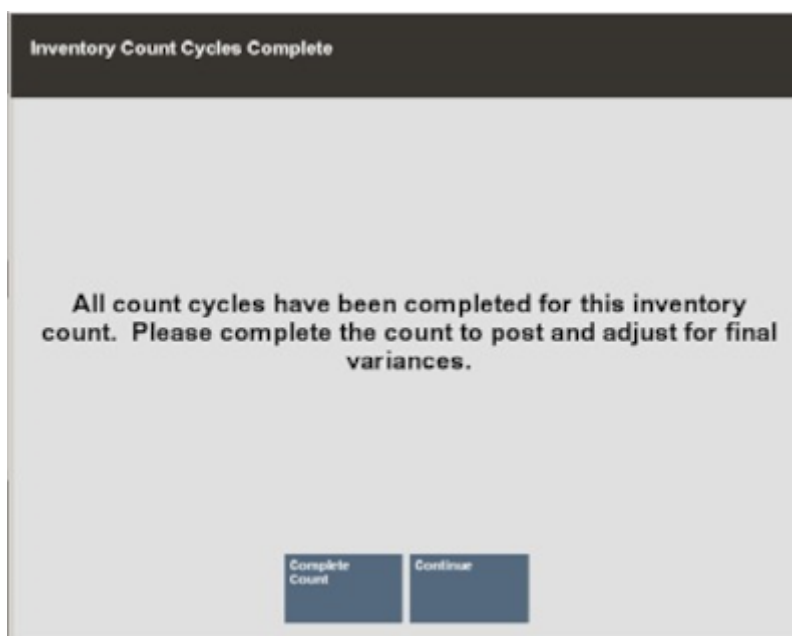 Inventory Count Cycles Complete
All count cycles have been completed for this inventory
count.  Please complete the count to post and adjust for final
variances.
Complete
Count
Continue